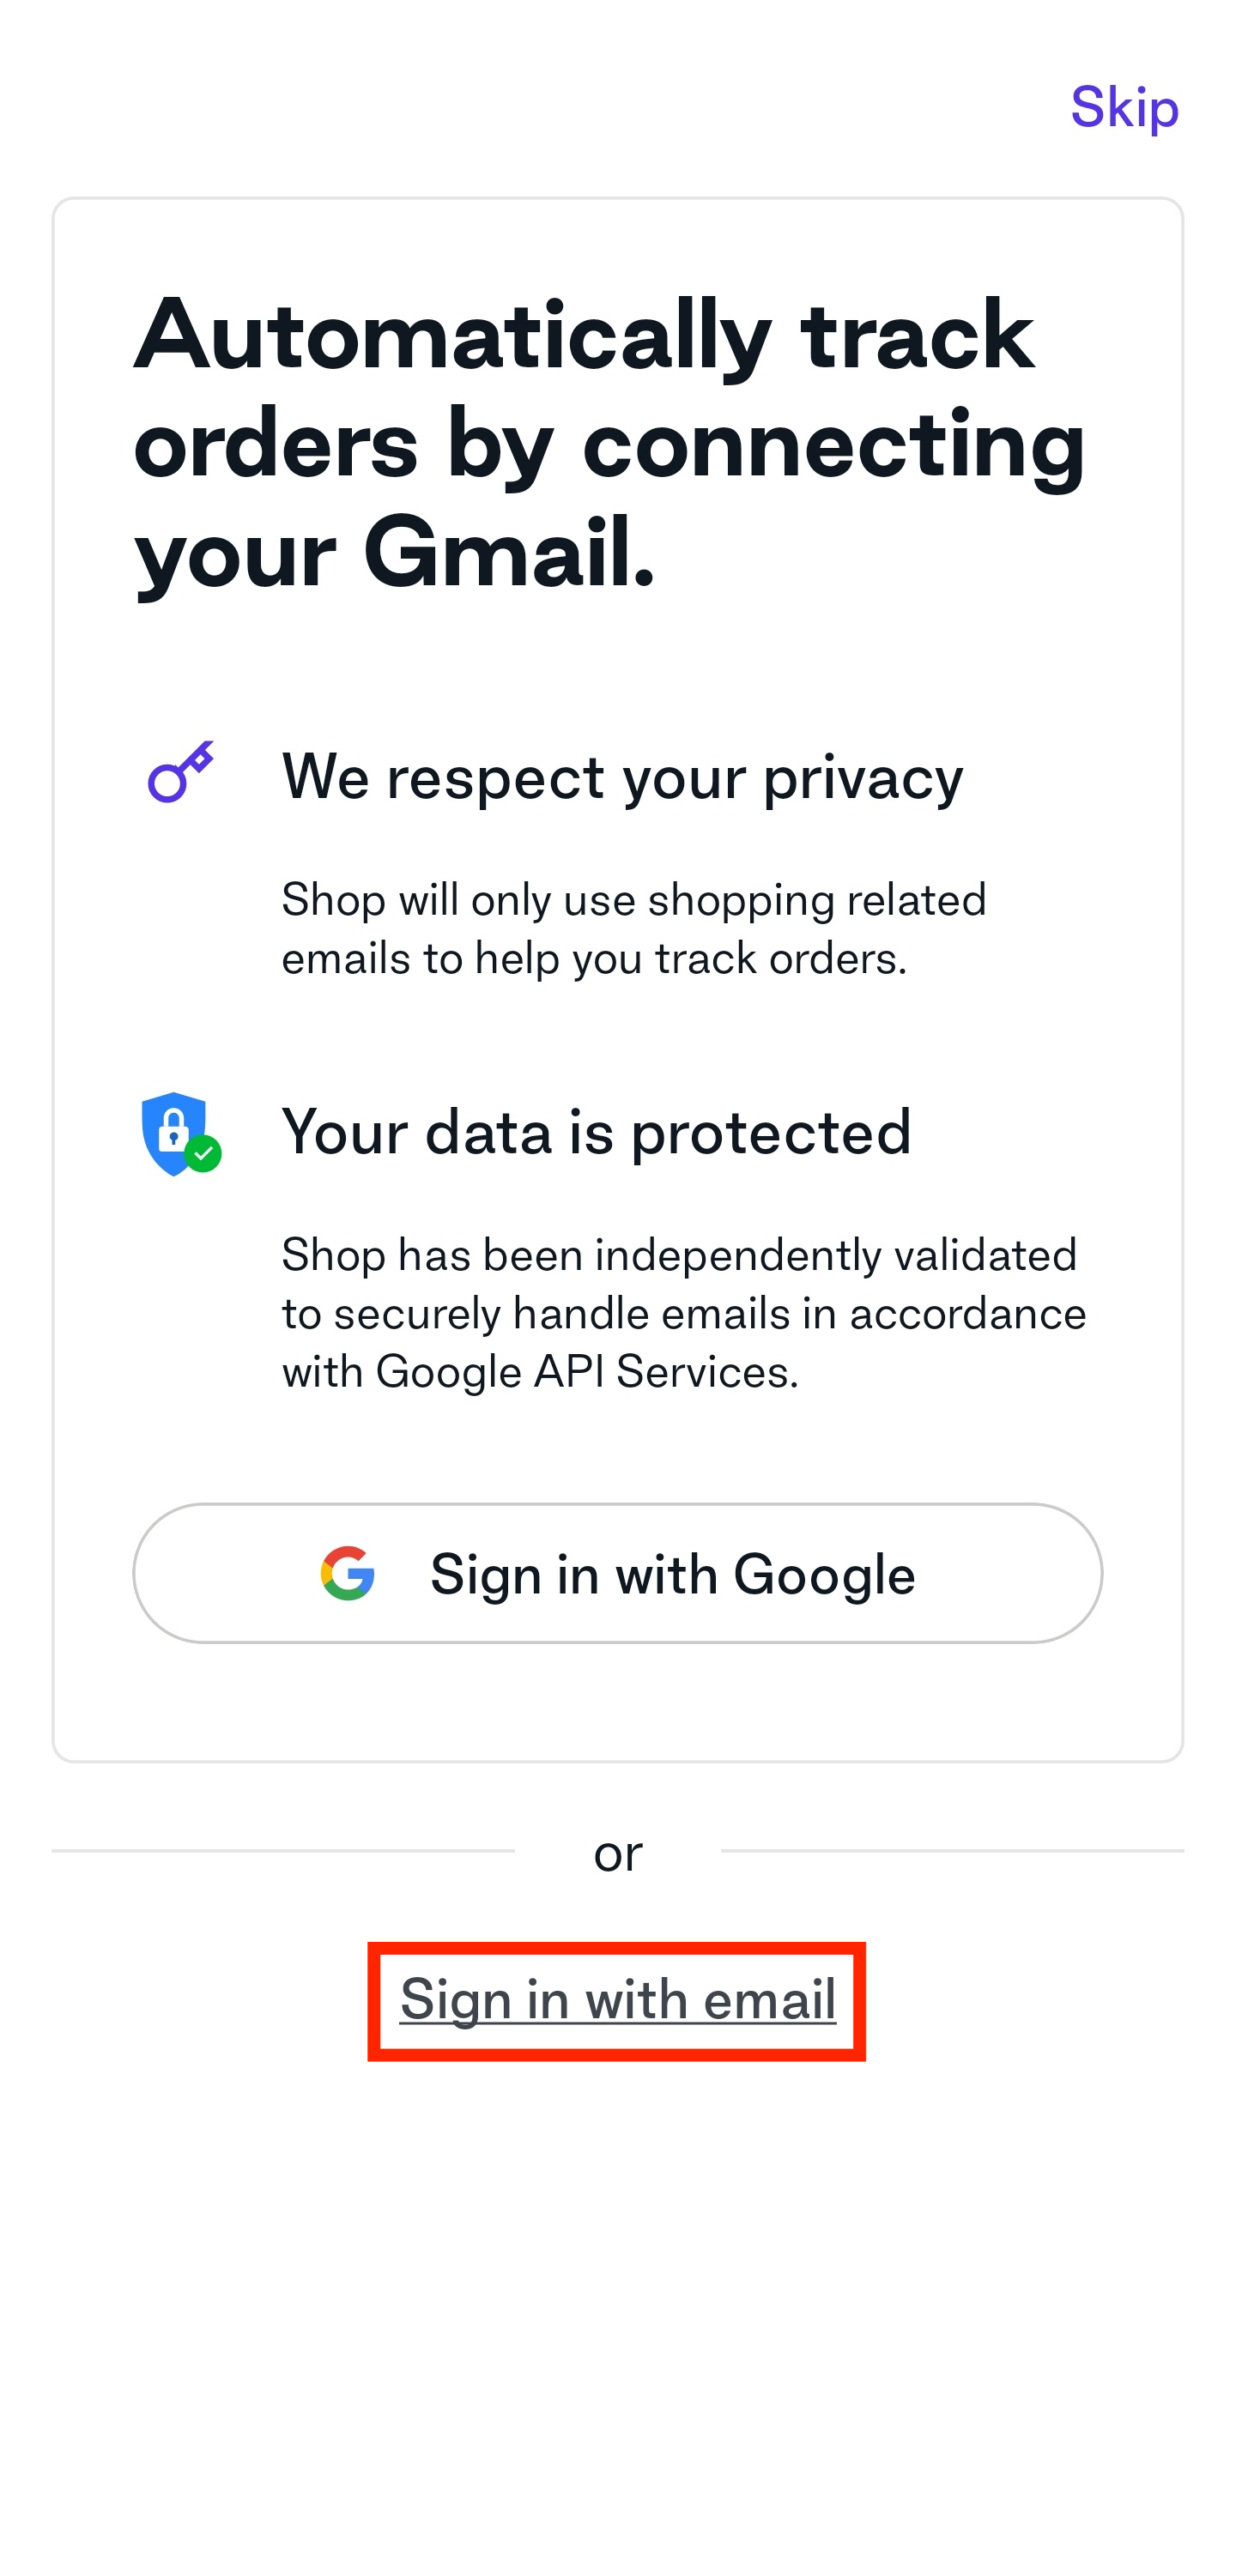 Skip
Automatically track
orders by connecting
your Gmail.
We respect your privacy
Shop will only use shopping related
emails to help you track orders.
Your data is protected
Shop has been independently validated
to securely handle emails in accordance
with Google API Services.
Sign in with Google
or
Sign in with email